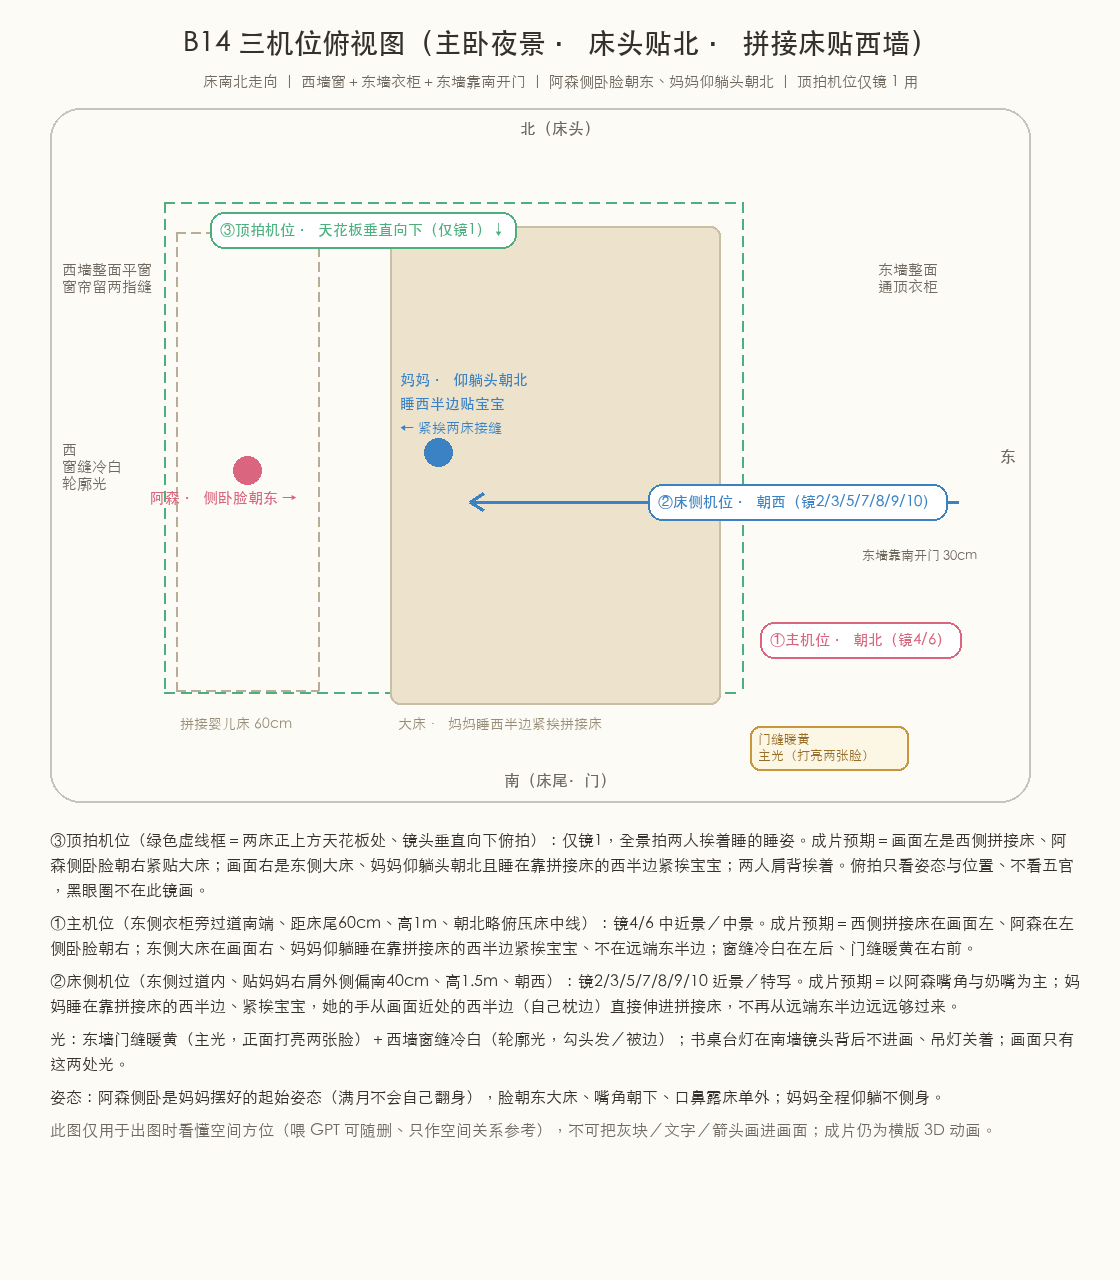 B14 三机位俯视图（主卧夜景 · 床头贴北 · 拼接床贴西墙）
床南北走向 | 西墙窗＋东墙衣柜＋东墙靠南开门 | 阿森侧卧脸朝东、妈妈仰躺头朝北 | 顶拍机位仅镜 1 用
北（床头）
③顶拍机位 · 天花板垂直向下（仅镜1）↓
西墙整面平窗
窗帘留两指缝
东墙整面
通顶衣柜
妈妈 · 仰躺头朝北
睡西半边贴宝宝
← 紧挨两床接缝
西
窗缝冷白
轮廓光
东
阿森 · 侧卧脸朝东 →
②床侧机位 · 朝西（镜2/3/5/7/8/9/10）
东墙靠南开门 30cm
①主机位 · 朝北（镜4/6）
拼接婴儿床 60cm
大床 · 妈妈睡西半边紧挨拼接床
门缝暖黄
主光（打亮两张脸）
南（床尾·门）
③顶拍机位（绿色虚线框＝两床正上方天花板处、镜头垂直向下俯拍）：仅镜1，全景拍两人挨着睡的睡姿。成片预期＝画面左是西侧拼接床、阿
森侧卧脸朝右紧贴大床；画面右是东侧大床、妈妈仰躺头朝北且睡在靠拼接床的西半边紧挨宝宝；两人肩背挨着。俯拍只看姿态与位置、不看五官
，黑眼圈不在此镜画。
①主机位（东侧衣柜旁过道南端、距床尾60cm、高1m、朝北略俯压床中线）：镜4/6 中近景／中景。成片预期＝西侧拼接床在画面左、阿森在左
侧卧脸朝右；东侧大床在画面右、妈妈仰躺睡在靠拼接床的西半边紧挨宝宝、不在远端东半边；窗缝冷白在左后、门缝暖黄在右前。
②床侧机位（东侧过道内、贴妈妈右肩外侧偏南40cm、高1.5m、朝西）：镜2/3/5/7/8/9/10 近景／特写。成片预期＝以阿森嘴角与奶嘴为主；妈
妈睡在靠拼接床的西半边、紧挨宝宝，她的手从画面近处的西半边（自己枕边）直接伸进拼接床，不再从远端东半边远远够过来。
光：东墙门缝暖黄（主光，正面打亮两张脸）＋西墙窗缝冷白（轮廓光，勾头发／被边）；书桌台灯在南墙镜头背后不进画、吊灯关着；画面只有
这两处光。
姿态：阿森侧卧是妈妈摆好的起始姿态（满月不会自己翻身），脸朝东大床、嘴角朝下、口鼻露床单外；妈妈全程仰躺不侧身。
此图仅用于出图时看懂空间方位（喂 GPT 可随删、只作空间关系参考），不可把灰块／文字／箭头画进画面；成片仍为横版 3D 动画。